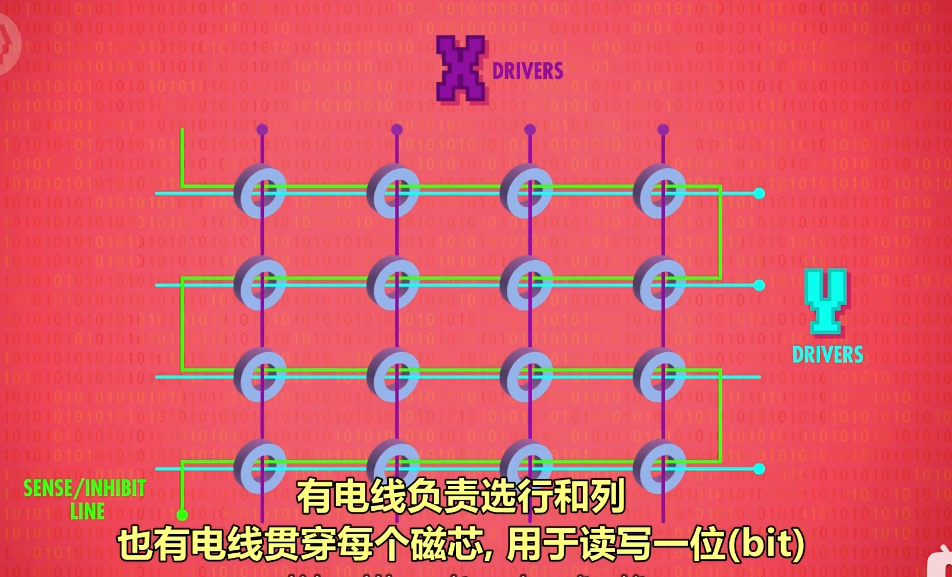 X DRIVERS
Y
DRIVERS
SENSE/INHIBIT
LINE
有电线负责选行和列
也有电线贯穿每个磁芯, 用于读写一位(bit)